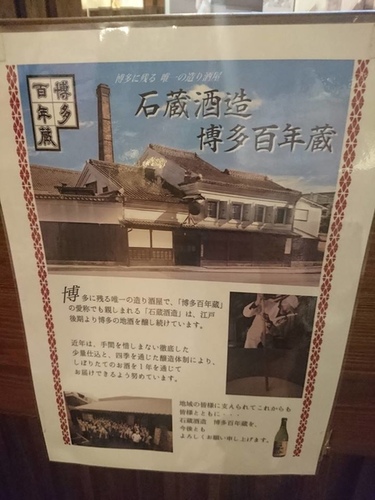 博多
百年蔵
博多に残る 唯一の造り酒屋
石蔵酒造
博多百年蔵
博多に残る唯一の造り酒屋で、「博多百年蔵」
の愛称でも親しまれる「石蔵酒造」は、江戸
後期より博多の地酒を醸し続けています。
近年は、手間を惜しまない徹底した
少量仕込と、四季を通じた醸造体制により、
しぼりたてのお酒を1年を通じて
お届けできるよう努めています。
地域の皆様に支えられてこれからも
皆様とともに・・・
石蔵酒造 博多百年蔵を、
今後とも
よろしくお願い申し上げます。